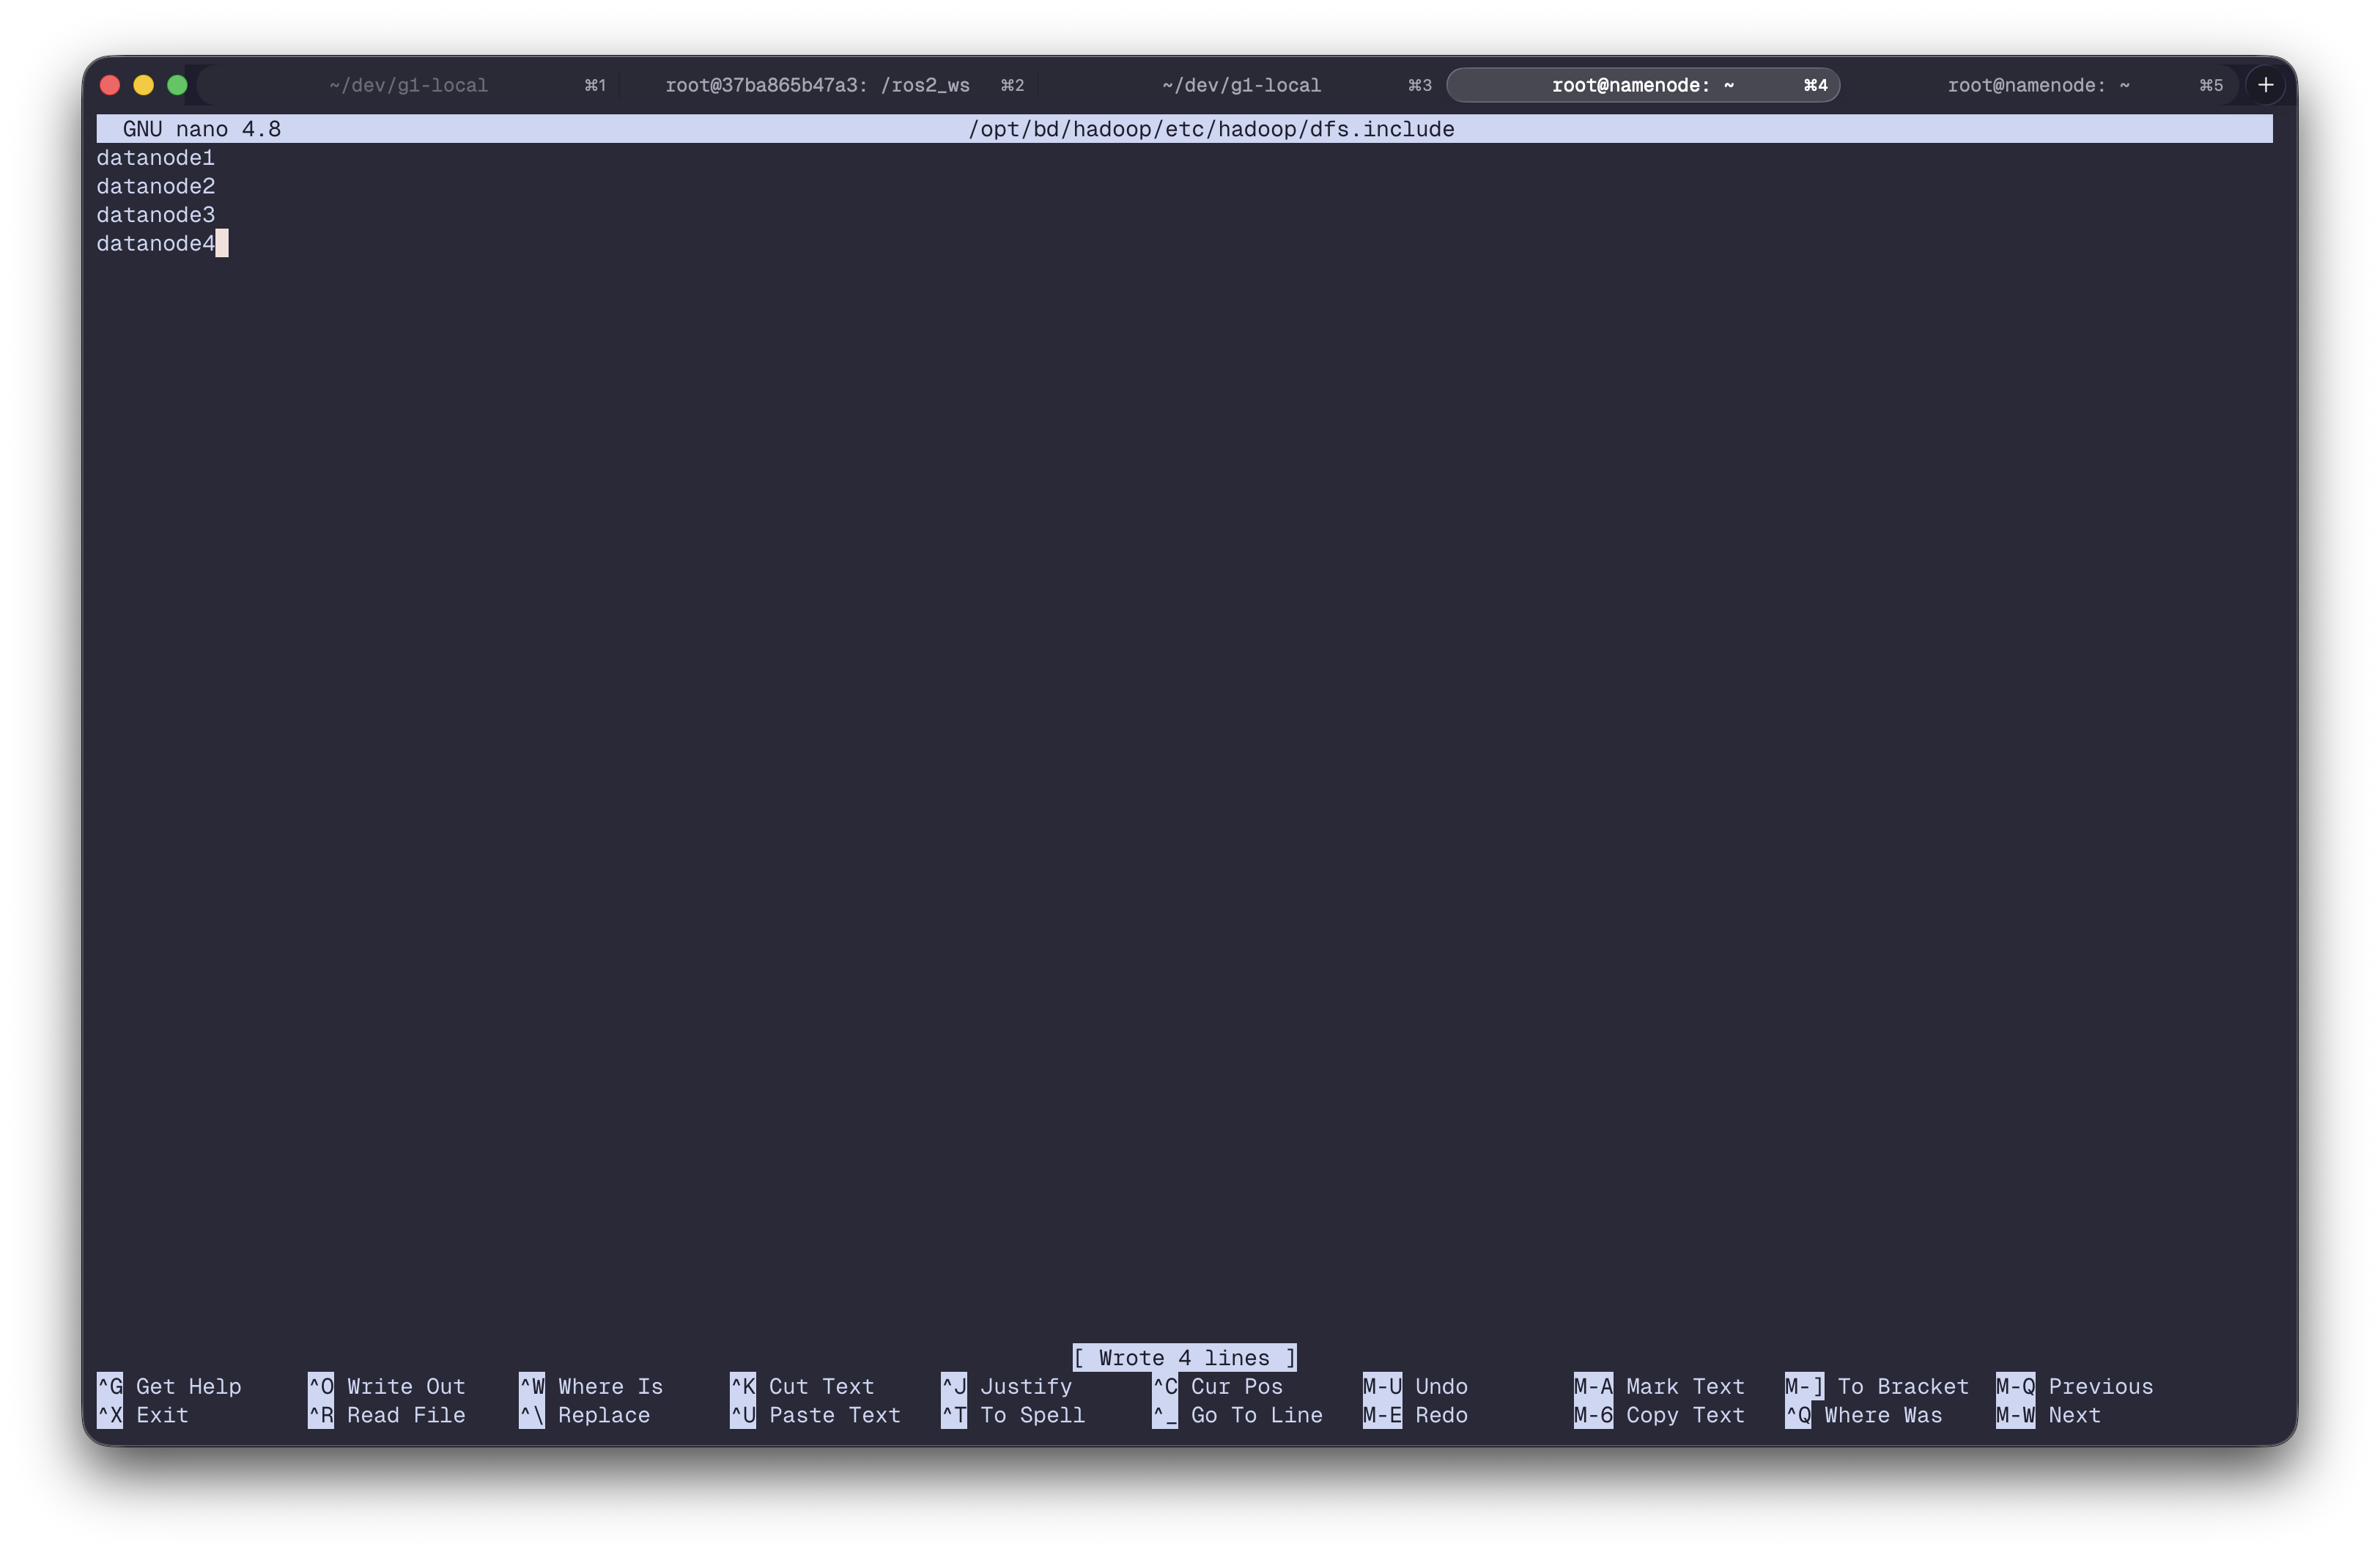 ~/dev/g1-local ⌘1 root@37ba865b47a3: /ros2_ws ⌘2 ~/dev/g1-local ⌘3 root@namenode: ~ ⌘4 root@namenode: ~ ⌘5 +
GNU nano 4.8 /opt/bd/hadoop/etc/hadoop/dfs.include
datanode1
datanode2
datanode3
datanode4
[ Wrote 4 lines ]
^G Get Help ^O Write Out ^W Where Is ^K Cut Text ^J Justify ^C Cur Pos M-U Undo M-A Mark Text M-] To Bracket M-Q Previous
^X Exit ^R Read File ^\ Replace ^U Paste Text ^T To Spell ^_ Go To Line M-E Redo M-6 Copy Text ^Q Where Was M-W Next